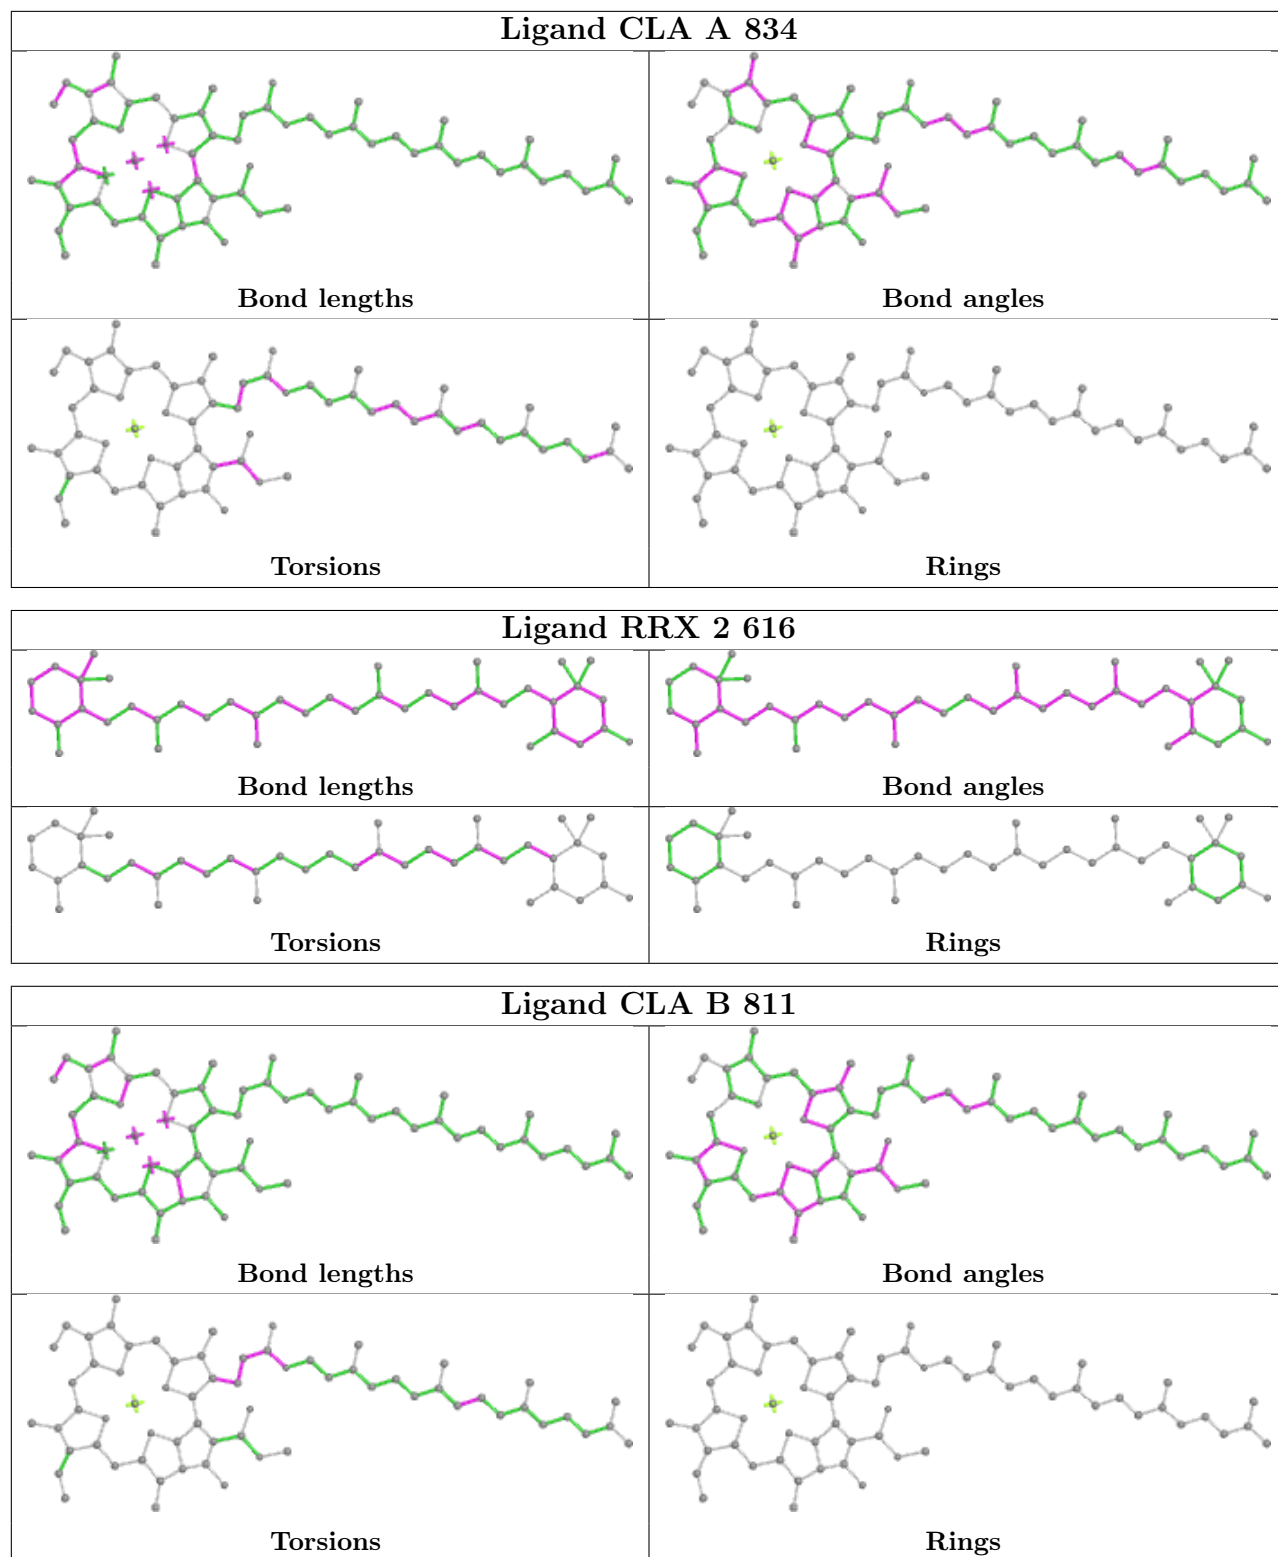 Ligand CLA A 834
Bond lengths
Bond angles
Torsions
Rings
Ligand RRX 2 616
Bond lengths
Bond angles
Torsions
Rings
Ligand CLA B 811
Bond lengths
Bond angles
Torsions
Rings